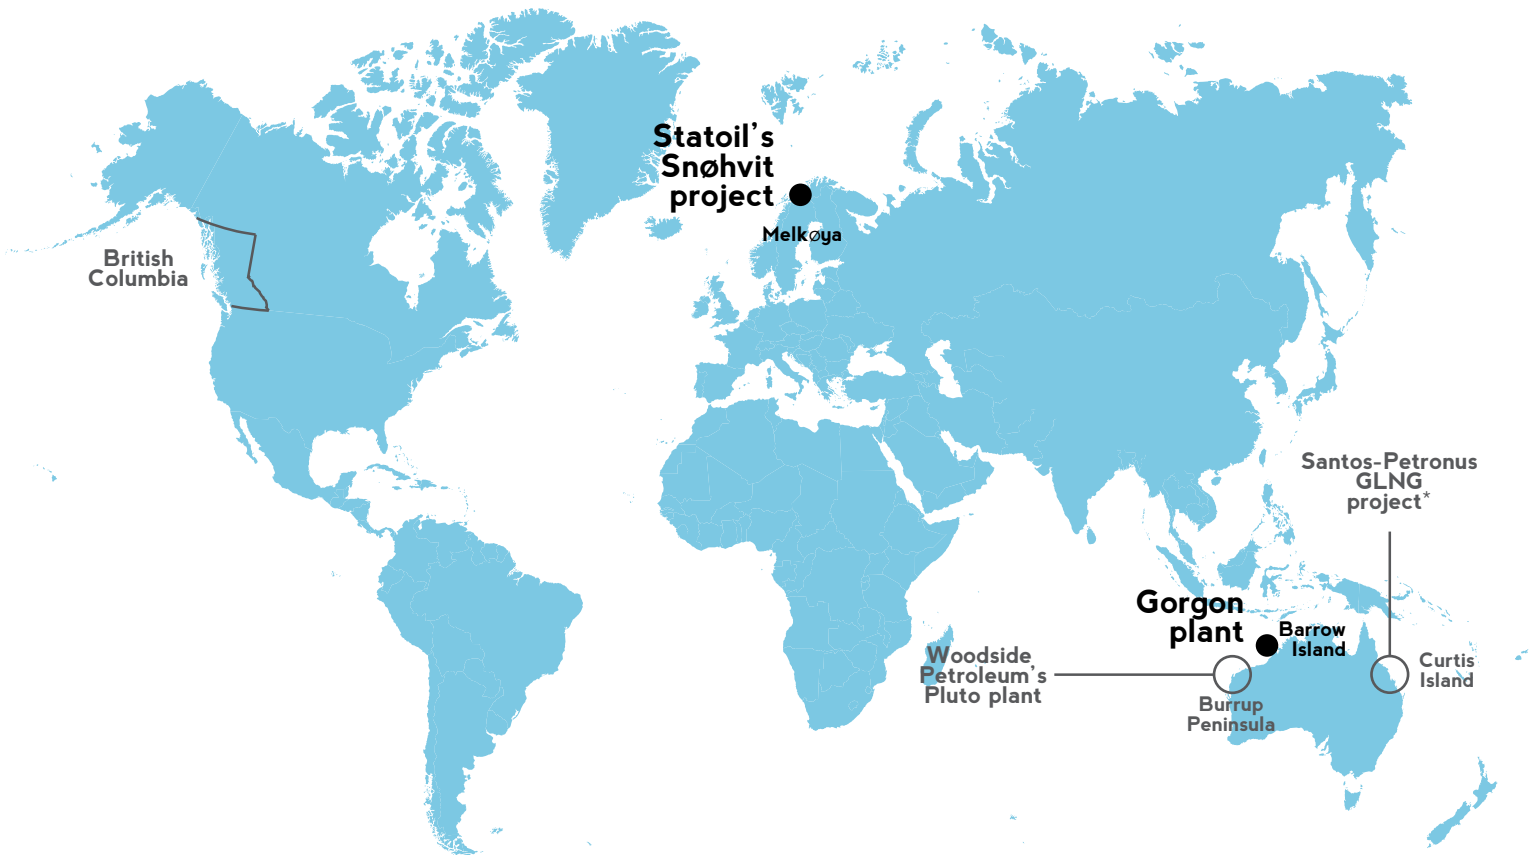 Statoil's
Snøhvit
project
Melkøya
British
Columbia
Santos-Petronus
GLNG
project*
Gorgon
plant
Barrow
Island
Woodside
Petroleum's
Pluto plant
Curtis
Island
Burrup
Peninsula